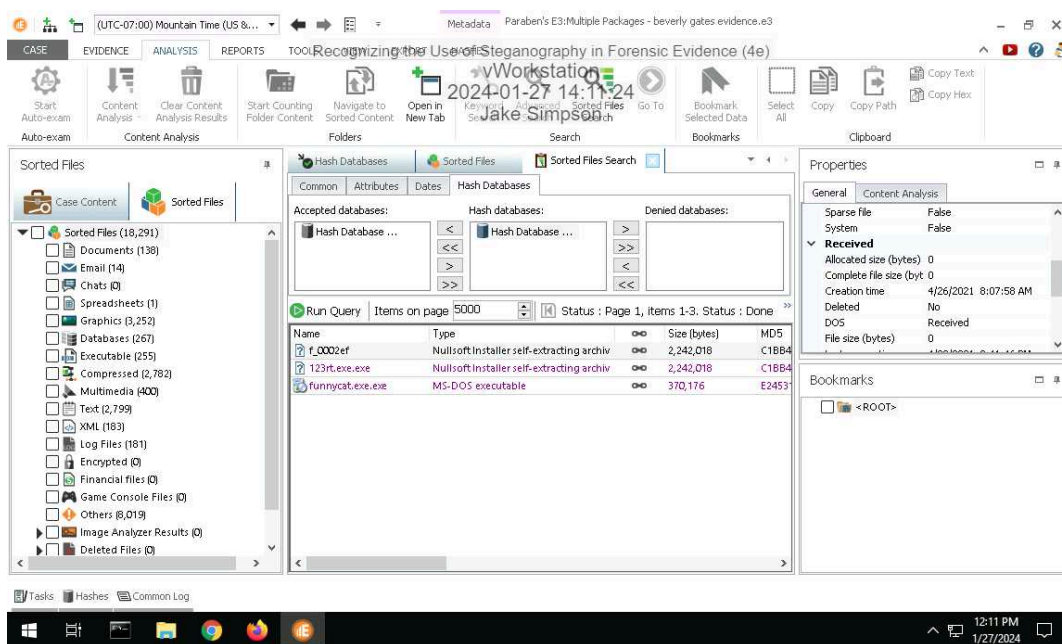 (UTC-07:00) Mountain Time (US &...
Metadata
Paraben's E3:Multiple Packages - beverly gates evidence.e3
CASE EVIDENCE ANALYSIS REPORTS
Recognizing the Use of Steganography in Forensic Evidence (4e)
vWorkstation
2024-01-27 14:11:24
Jake Simpson
Start Auto-exam
Content Analysis
Clear Content Analysis Results
Start Counting Folder Content
Navigate to Sorted Content
Open in New Tab
Sorted Files Search
Go To
Bookmark Selected Data
Select All
Copy
Copy Path
Copy Text
Copy Hex
Auto-exam
Content Analysis
Folders
Search
Bookmarks
Clipboard
Sorted Files
Case Content
Sorted Files
Sorted Files (18,291)
Documents (138)
Email (14)
Chats (0)
Spreadsheets (1)
Graphics (3,252)
Databases (267)
Executable (255)
Compressed (2,782)
Multimedia (400)
Text (2,799)
XML (183)
Log Files (181)
Encrypted (0)
Financial files (0)
Game Console Files (0)
Others (8,019)
Image Analyzer Results (0)
Deleted Files (0)
Hash Databases
Sorted Files
Sorted Files Search
Common Attributes Dates Hash Databases
Accepted databases: Hash databases: Denied databases:
Hash Database ... Hash Database ...
< >
<< >>
> <
>> <<
Run Query Items on page 5000 Status : Page 1, items 1-3. Status : Done
Name Type Size (bytes) MD5
f_0002ef Nullsoft Installer self-extracting archiv 2,242,018 C1BB4
123rt.exe.exe Nullsoft Installer self-extracting archiv 2,242,018 C1BB4
funnycat.exe.exe MS-DOS executable 370,176 E2453
Properties
General Content Analysis
Sparse file False
System False
Received
Allocated size (bytes) 0
Complete file size (byt 0
Creation time 4/26/2021 8:07:58 AM
Deleted No
DOS Received
File size (bytes) 0
Bookmarks
<ROOT>
Tasks Hashes Common Log
12:11 PM
1/27/2024